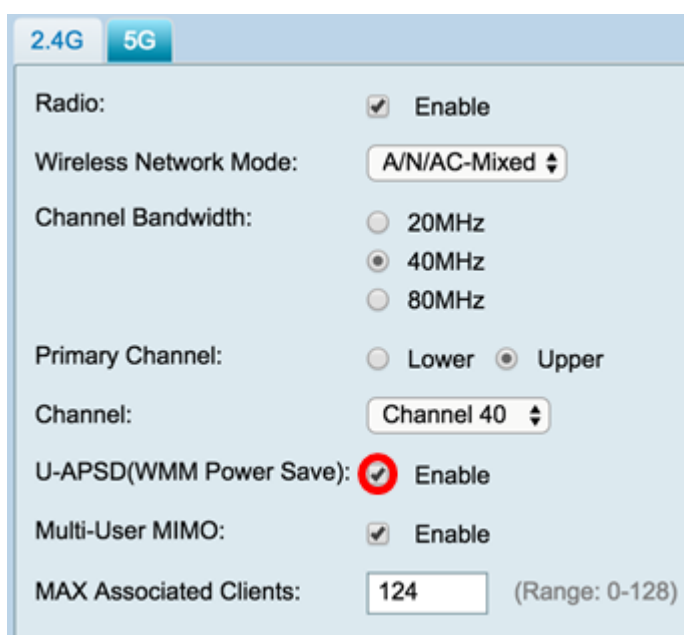 2.4G 5G
Radio: Enable
Wireless Network Mode: A/N/AC-Mixed
Channel Bandwidth: 20MHz
40MHz
80MHz
Primary Channel: Lower Upper
Channel: Channel 40
U-APSD(WMM Power Save): Enable
Multi-User MIMO: Enable
MAX Associated Clients: 124 (Range: 0-128)